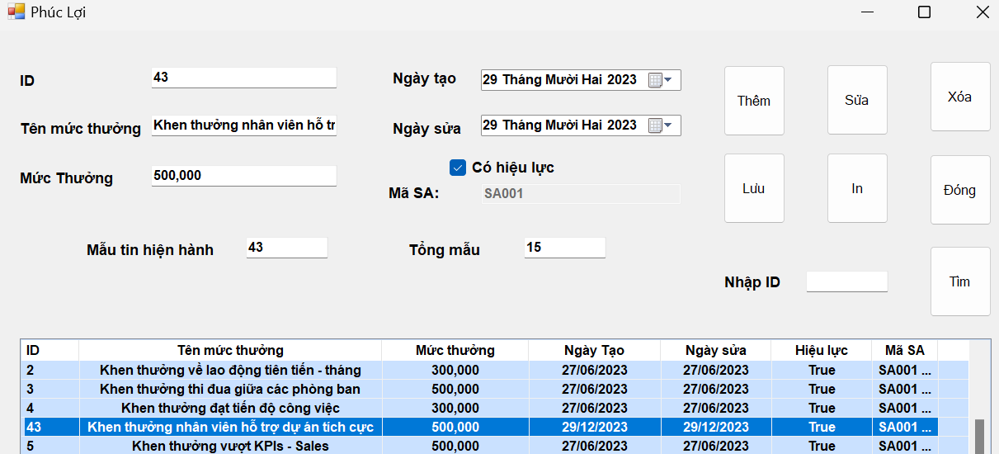 Phúc Lợi
ID 43 Ngày tạo 29 Tháng Mười Hai 2023 Thêm Sửa Xóa
Tên mức thưởng Khen thưởng nhân viên hỗ tr Ngày sửa 29 Tháng Mười Hai 2023
Mức Thưởng 500,000 Có hiệu lực
Mã SA: SA001 Lưu In Đóng
Mẫu tin hiện hành 43 Tổng mẫu 15
Nhập ID Tìm
ID Tên mức thưởng Mức thưởng Ngày Tạo Ngày sửa Hiệu lực Mã SA
2 Khen thưởng về lao động tiên tiến - tháng 300,000 27/06/2023 27/06/2023 True SA001 ...
3 Khen thưởng thi đua giữa các phòng ban 500,000 27/06/2023 27/06/2023 True SA001 ...
4 Khen thưởng đạt tiến độ công việc 300,000 27/06/2023 27/06/2023 True SA001 ...
43 Khen thưởng nhân viên hỗ trợ dự án tích cực 500,000 29/12/2023 29/12/2023 True SA001 ...
5 Khen thưởng vượt KPIs - Sales 500,000 27/06/2023 27/06/2023 True SA001 ...